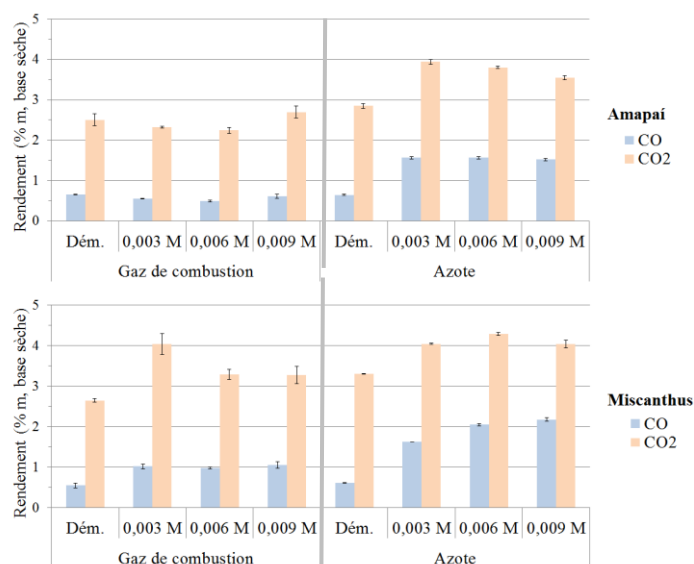 Rendement (% m, base sèche)
5
4
3
2
1
0
Dém. 0,003 M 0,006 M 0,009 M Dém. 0,003 M 0,006 M 0,009 M
Gaz de combustion Azote
Amapaí
CO
CO2
Rendement (% m, base sèche)
5
4
3
2
1
0
Dém. 0,003 M 0,006 M 0,009 M Dém. 0,003 M 0,006 M 0,009 M
Gaz de combustion Azote
Miscanthus
CO
CO2